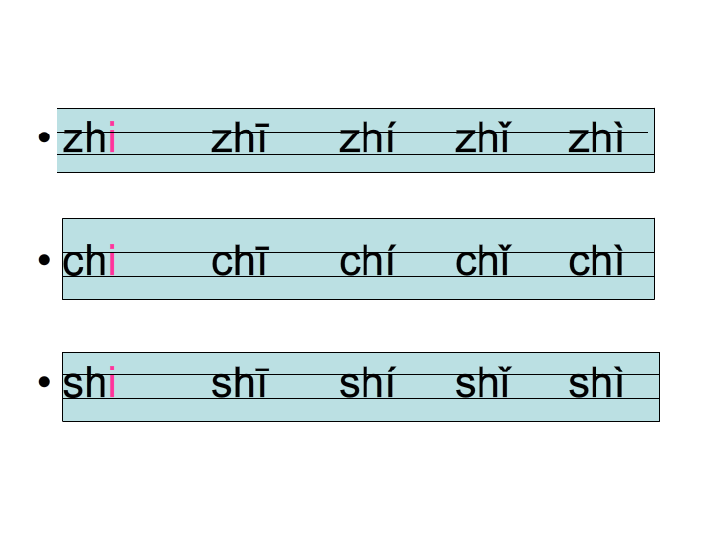 • zhi zhī zhí zhǐ zhì
• chi chī chí chǐ chì
• shi shī shí shǐ shì